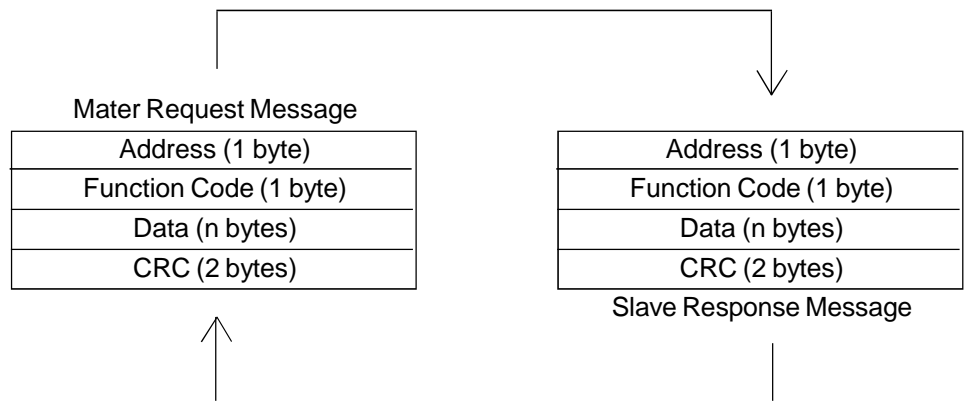 Mater Request Message
Address (1 byte)
Function Code (1 byte)
Data (n bytes)
CRC (2 bytes)
Address (1 byte)
Function Code (1 byte)
Data (n bytes)
CRC (2 bytes)
Slave Response Message